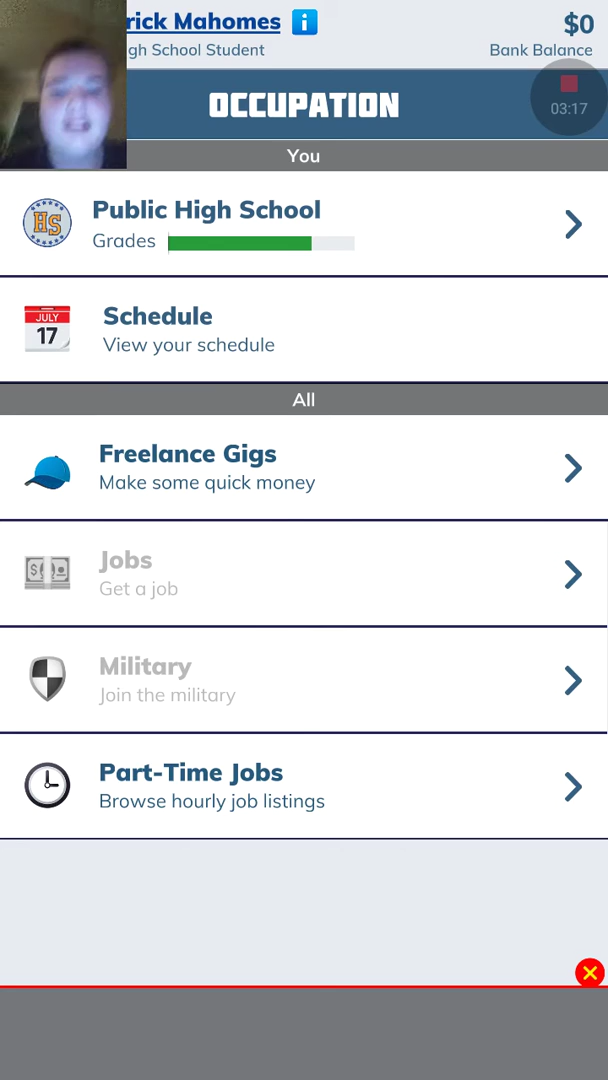 rick Mahomes
$0
gh School Student
Bank Balance
03:17
OCCUPATION
You
HS
Public High School
Grades
JULY
17
Schedule
View your schedule
All
Freelance Gigs
Make some quick money
Jobs
Get a job
Military
Join the military
Part-Time Jobs
Browse hourly job listings